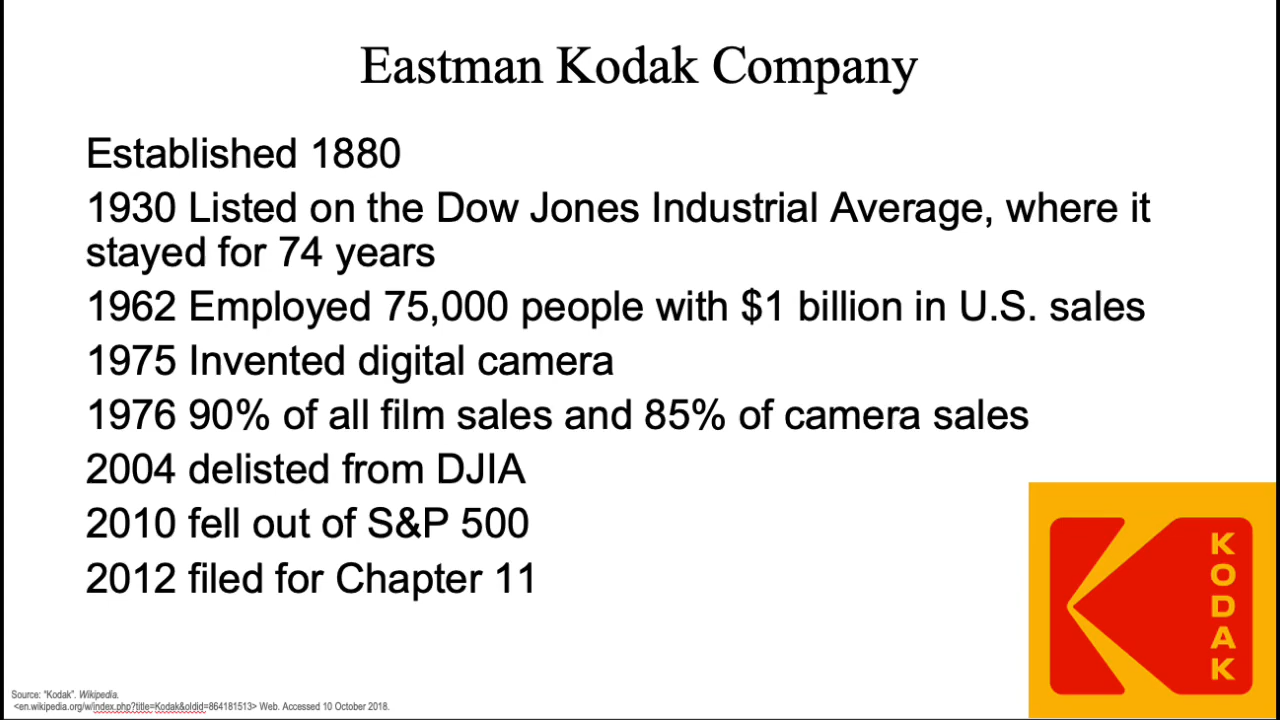 Eastman Kodak Company
Established 1880
1930 Listed on the Dow Jones Industrial Average, where it
stayed for 74 years
1962 Employed 75,000 people with $1 billion in U.S. sales
1975 Invented digital camera
1976 90% of all film sales and 85% of camera sales
2004 delisted from DJIA
2010 fell out of S&P 500
2012 filed for Chapter 11
KODAK
Source: "Kodak". Wikipedia.
<en.wikipedia.org/w/index.php?title=Kodak&oldid=864181513> Web. Accessed 10 October 2018.